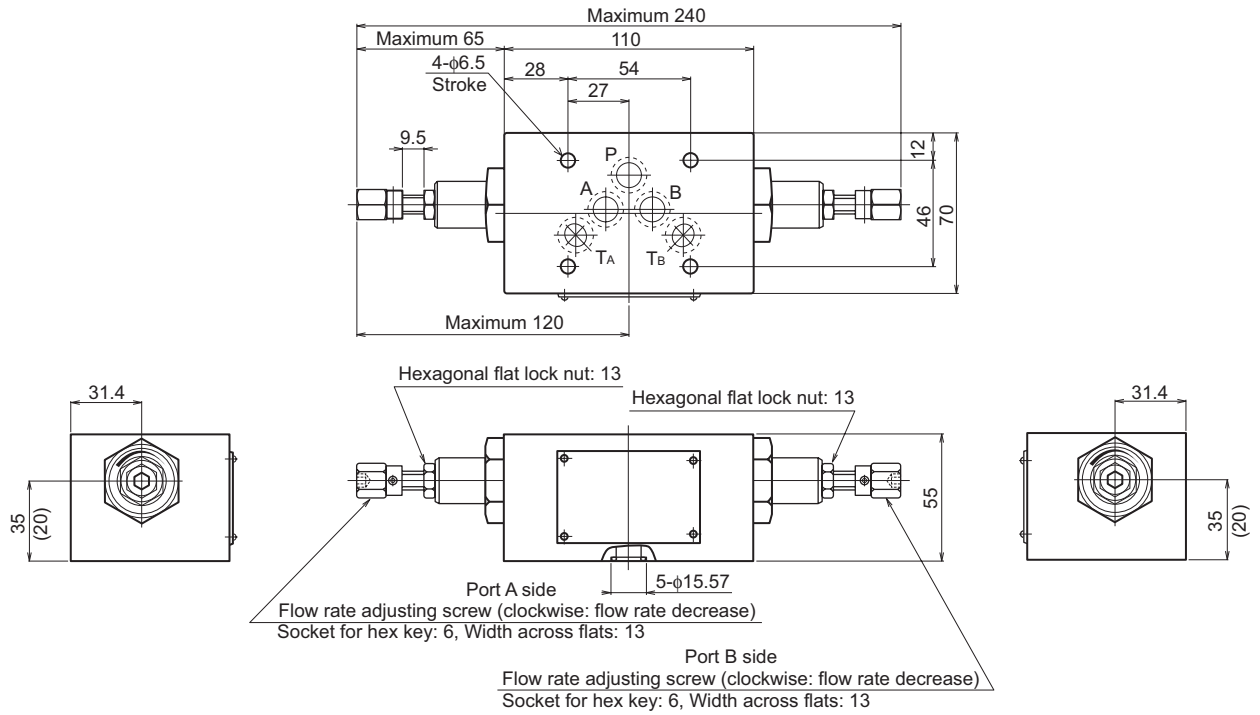 Maximum 240
Maximum 65
110
4-ϕ6.5
Stroke
28
54
27
9.5
12
P
A
B
46
70
TA
TB
Maximum 120
Hexagonal flat lock nut: 13
Hexagonal flat lock nut: 13
31.4
31.4
35
(20)
55
35
(20)
5-ϕ15.57
Port A side
Flow rate adjusting screw (clockwise: flow rate decrease)
Socket for hex key: 6, Width across flats: 13
Port B side
Flow rate adjusting screw (clockwise: flow rate decrease)
Socket for hex key: 6, Width across flats: 13